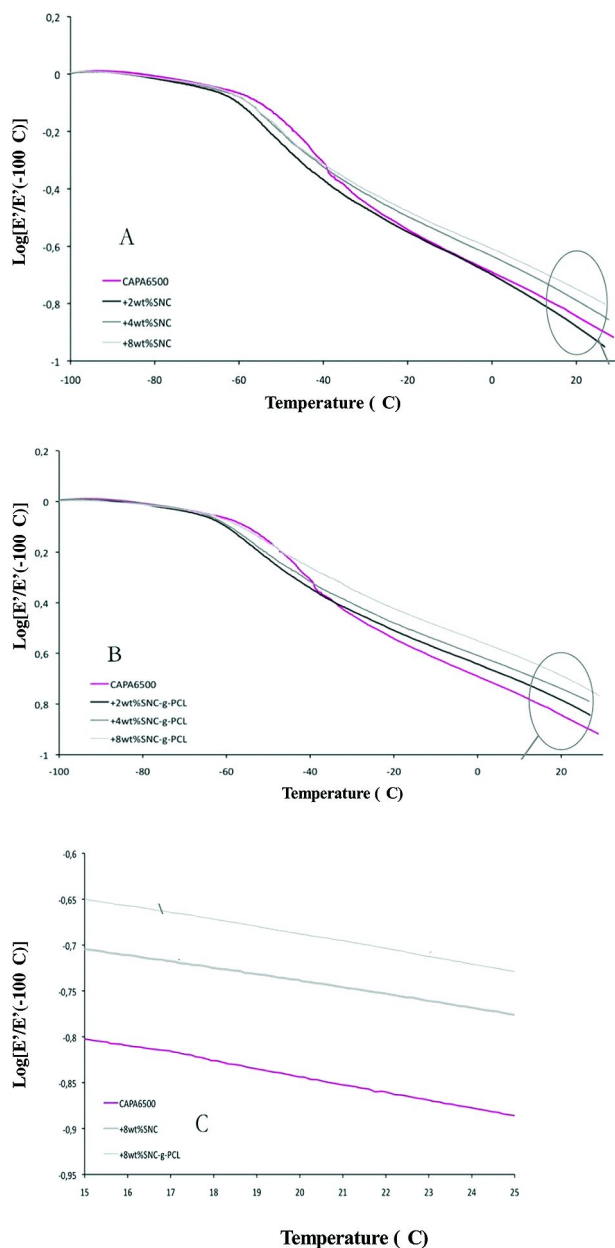 0,2
0
-0,2
-0,4
-0,6
-0,8
-1
Log[E'/E'(-100 C)]
A
CAPA6500
+2wt%SNC
+4wt%SNC
+8wt%SNC
-100 -80 -60 -40 -20 0 20
Temperature ( C)
0,2
0
0,2
0,4
0,6
0,8
-1
Log[E'/E'(-100 C)]
B
CAPA6500
+2wt%SNC-g-PCL
+4wt%SNC-g-PCL
+8wt%SNC-g-PCL
-100 -80 -60 -40 -20 0 20
Temperature ( C)
-0,6
-0,65
-0,7
-0,75
-0,8
-0,85
-0,9
-0,95
Log[E'/E'(-100 C)]
CAPA6500
+8wt%SNC
C
+8wt%SNC-g-PCL
15 16 17 18 19 20 21 22 23 24 25
Temperature ( C)